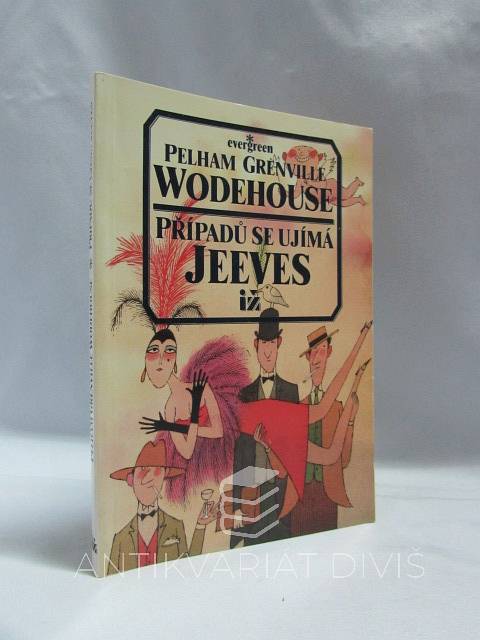 evergreen
PELHAM GRENVILLE
WODEHOUSE
PŘÍPADŮ SE UJÍMÁ
JEEVES
iž
ANTIKVARIÁT DIVIŠ